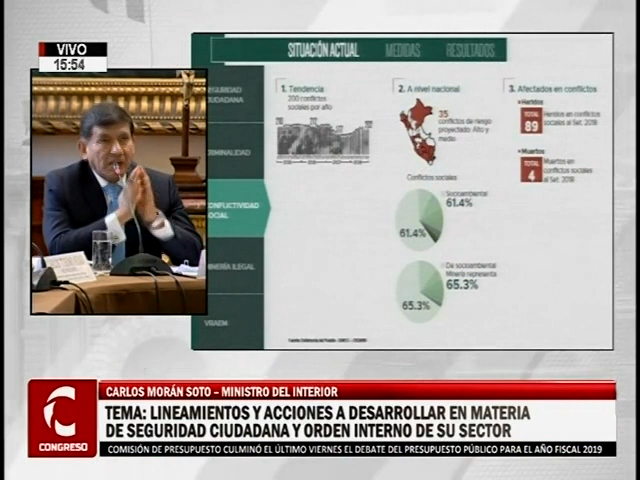 VIVO
15:54
SITUACIÓN ACTUAL
MEDIDAS
RESULTADOS
SEGURIDAD
CIUDADANA
CRIMINALIDAD
CONFLICTIVIDAD
SOCIAL
MINERÍA ILEGAL
VRAEM
1. Tendencia
200 conflictos
sociales por año
2. A nivel nacional
35
conflictos de riesgo
proyectado: Alto y
medio
Conflictos sociales
Socioambiental
61.4%
61.4%
De socioambiental
Minería representa
65.3%
65.3%
3. Afectados en conflictos
Heridos
TOTAL
89
Heridos en conflictos
sociales al Set. 2018
Muertos
TOTAL
4
Muertos en
conflictos sociales
al Set. 2018
C
CONGRESO
CARLOS MORÁN SOTO – MINISTRO DEL INTERIOR
TEMA: LINEAMIENTOS Y ACCIONES A DESARROLLAR EN MATERIA
DE SEGURIDAD CIUDADANA Y ORDEN INTERNO DE SU SECTOR
COMISIÓN DE PRESUPUESTO CULMINÓ EL ÚLTIMO VIERNES EL DEBATE DEL PRESUPUESTO PÚBLICO PARA EL AÑO FISCAL 2019